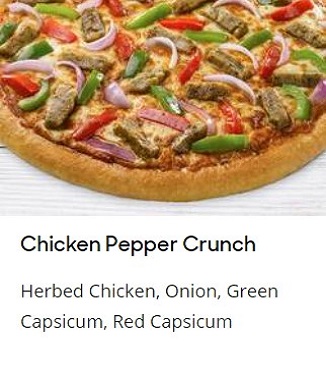 Chicken Pepper Crunch
Herbed Chicken, Onion, Green
Capsicum, Red Capsicum